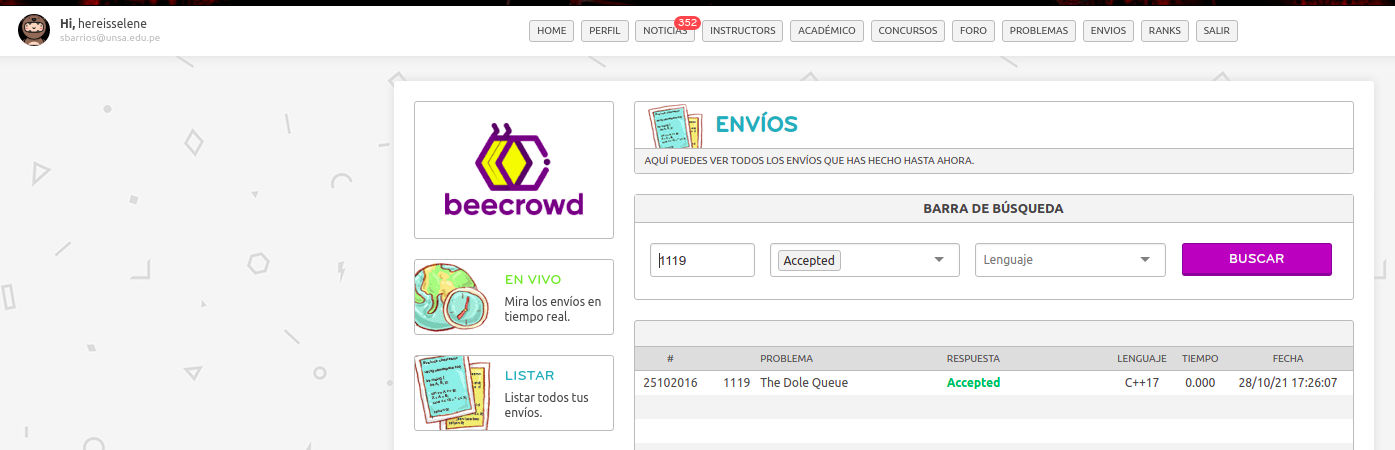 Hi, hereisselene
sbarrios@unsa.edu.pe
HOME PERFIL NOTICIAS 352 INSTRUCTORS ACADÉMICO CONCURSOS FORO PROBLEMAS ENVIOS RANKS SALIR
beecrowd
EN VIVO
Mira los envíos en
tiempo real.
LISTAR
Listar todos tus
envíos.
ENVÍOS
AQUÍ PUEDES VER TODOS LOS ENVÍOS QUE HAS HECHO HASTA AHORA.
BARRA DE BÚSQUEDA
1119 Accepted Lenguaje BUSCAR
# PROBLEMA RESPUESTA LENGUAJE TIEMPO FECHA
25102016 1119 The Dole Queue Accepted C++17 0.000 28/10/21 17:26:07